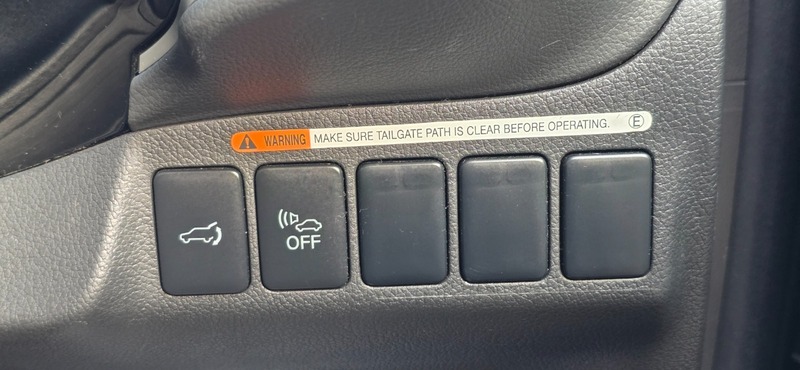 WARNING MAKE SURE TAILGATE PATH IS CLEAR BEFORE OPERATING. E
OFF